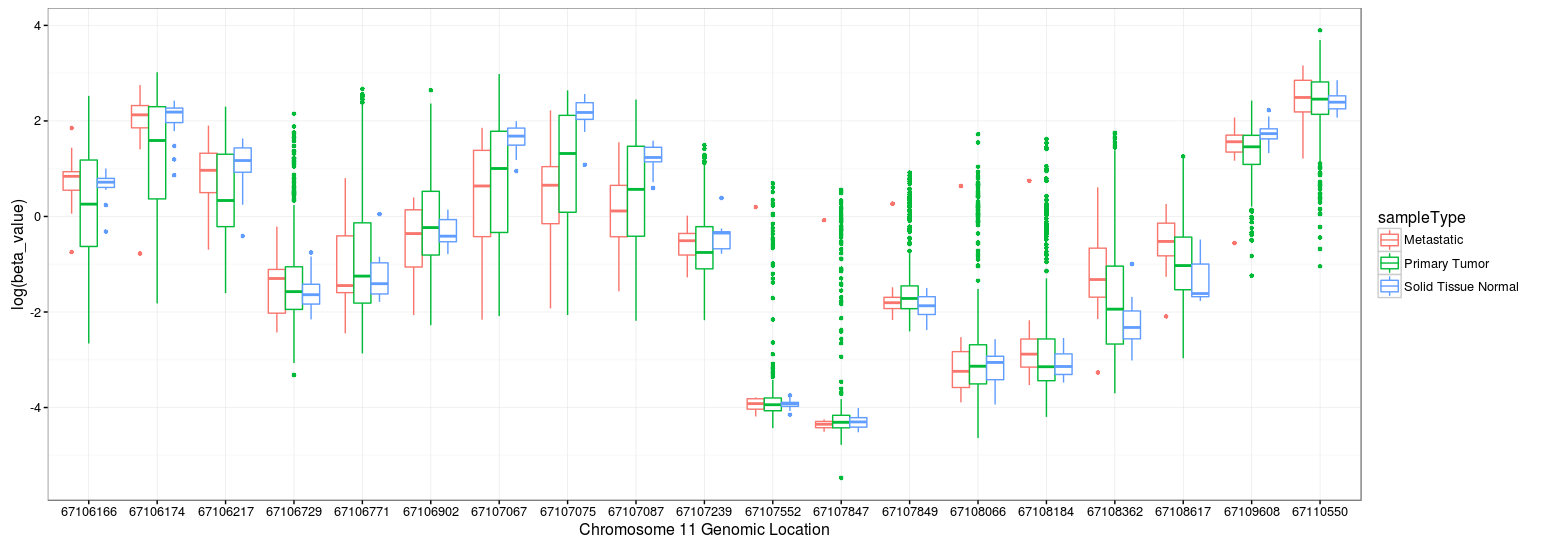 log(beta_value)
4
2
0
-2
-4
67106166 67106174 67106217 67106729 67106771 67106902 67107067 67107075 67107087 67107239 67107552 67107847 67107849 67108066 67108184 67108362 67108617 67109608 67110550
Chromosome 11 Genomic Location
sampleType
Metastatic
Primary Tumor
Solid Tissue Normal